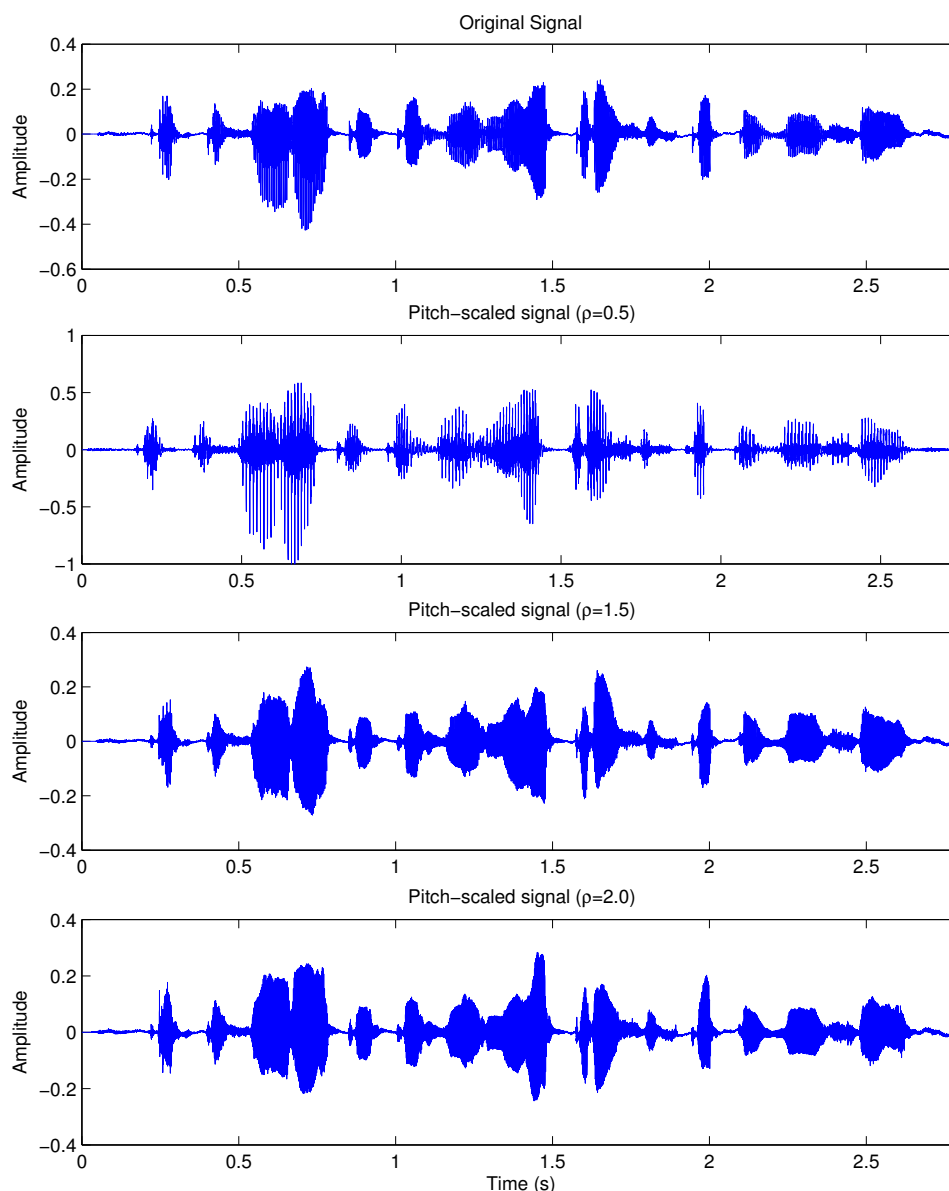 Original Signal
0.4
0.2
0
−0.2
−0.4
−0.6
Amplitude
0 0.5 1 1.5 2 2.5
Pitch−scaled signal (ρ=0.5)
1
0.5
0
−0.5
−1
Amplitude
0 0.5 1 1.5 2 2.5
Pitch−scaled signal (ρ=1.5)
0.4
0.2
0
−0.2
−0.4
Amplitude
0 0.5 1 1.5 2 2.5
Pitch−scaled signal (ρ=2.0)
0.4
0.2
0
−0.2
−0.4
Amplitude
0 0.5 1 1.5 2 2.5
Time (s)